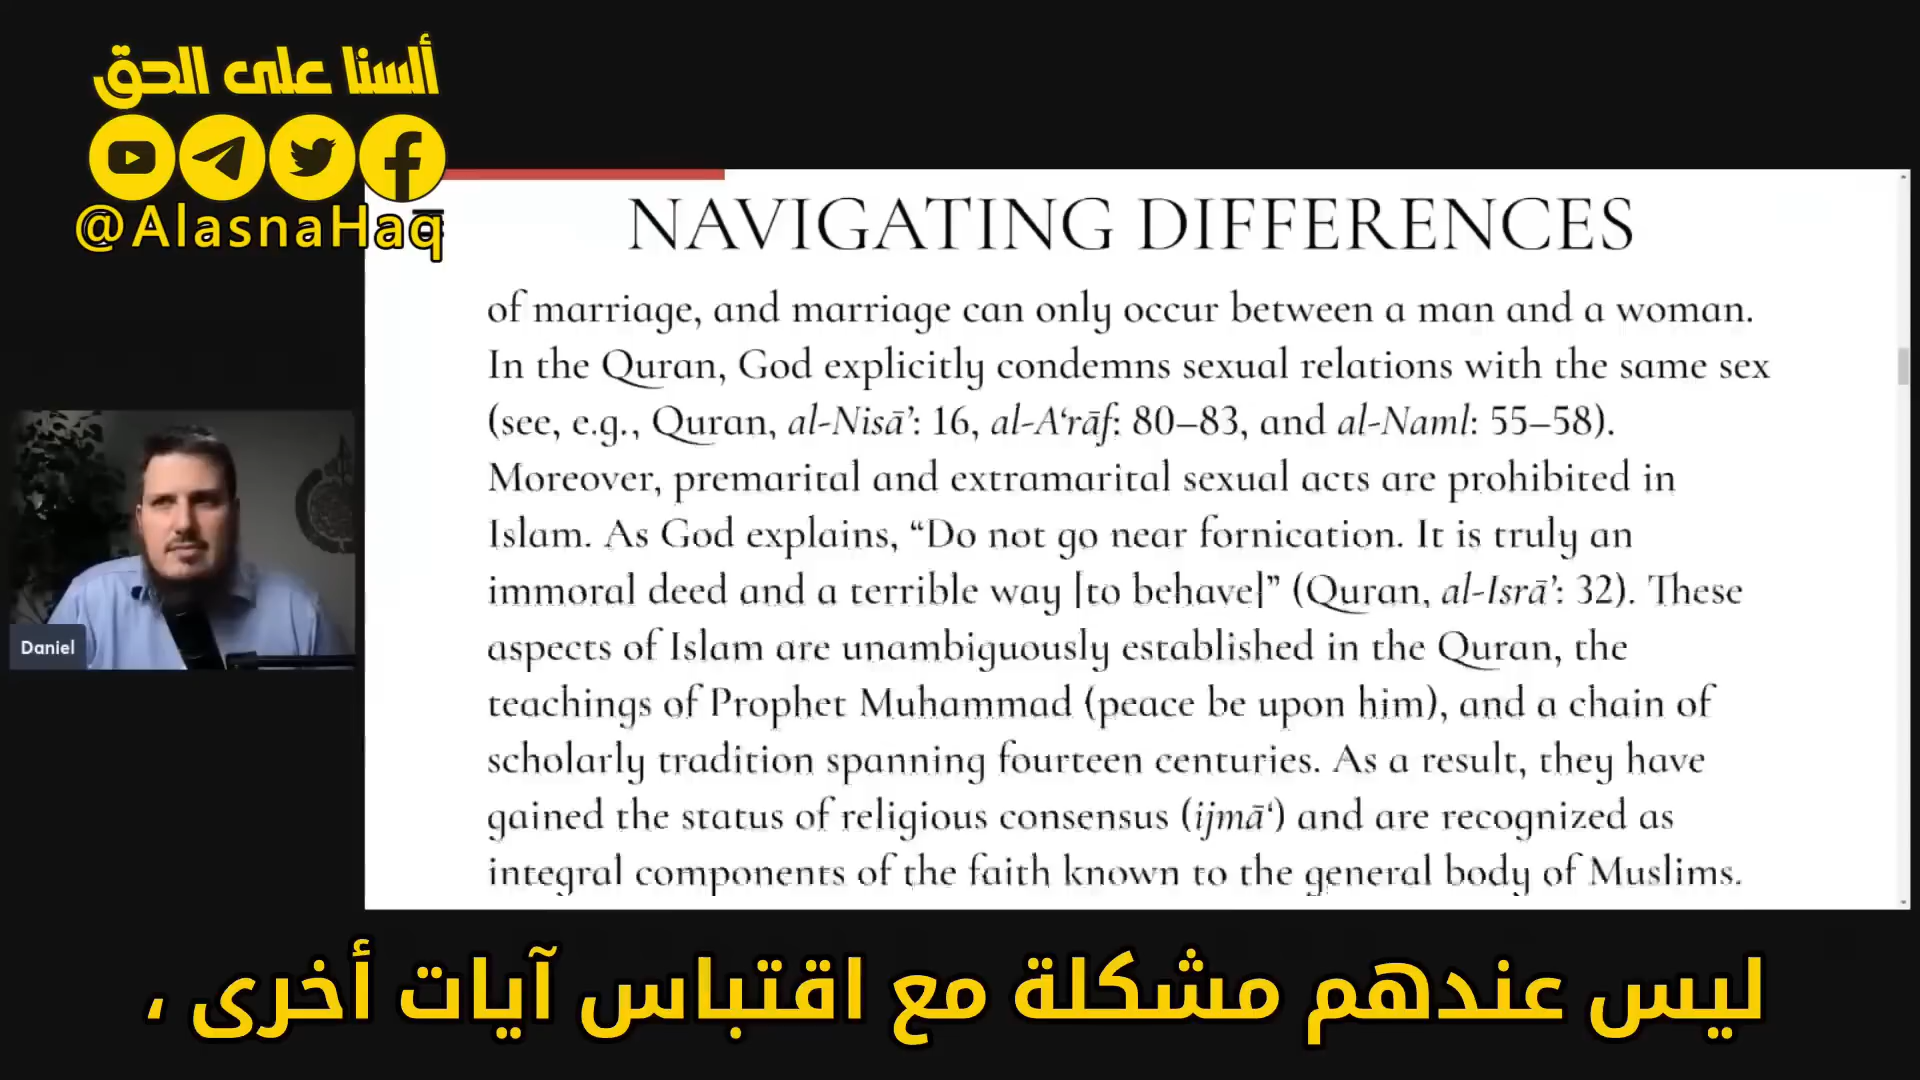 ألسنا على الحق
@AlasnaHaq
NAVIGATING DIFFERENCES
of marriage, and marriage can only occur between a man and a woman.
In the Quran, God explicitly condemns sexual relations with the same sex
(see, e.g., Quran, al-Nisā’: 16, al-A‘rāf: 80–83, and al-Naml: 55–58).
Moreover, premarital and extramarital sexual acts are prohibited in
Islam. As God explains, “Do not go near fornication. It is truly an
immoral deed and a terrible way [to behave]” (Quran, al-Isrā’: 32). These
aspects of Islam are unambiguously established in the Quran, the
teachings of Prophet Muhammad (peace be upon him), and a chain of
scholarly tradition spanning fourteen centuries. As a result, they have
gained the status of religious consensus (ijmā‘) and are recognized as
integral components of the faith known to the general body of Muslims.
Daniel
ليس عندهم مشكلة مع اقتباس آيات أخرى ،